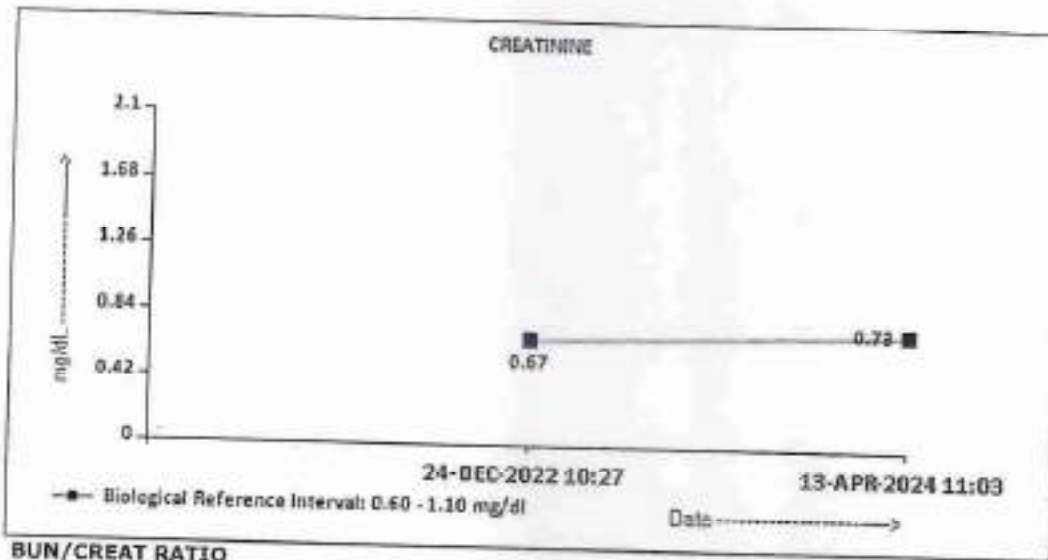 CREATININE
2.1
1.68
1.26
0.84
0.42
0
mg/dL
0.67
0.73
24-DEC-2022 10:27
13-APR-2024 11:03
Biological Reference Interval: 0.60 - 1.10 mg/dl
Date
BUN/CREAT RATIO